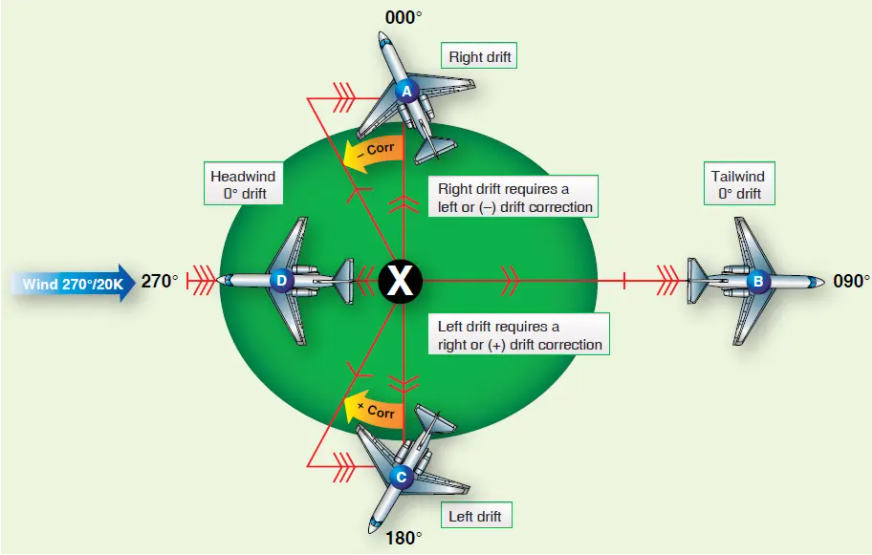 000°
Right drift
A
– Corr
Headwind
0° drift
Right drift requires a
left or (–) drift correction
Tailwind
0° drift
Wind 270°/20K
270°
D
X
B
090°
Left drift requires a
right or (+) drift correction
+ Corr
C
Left drift
180°